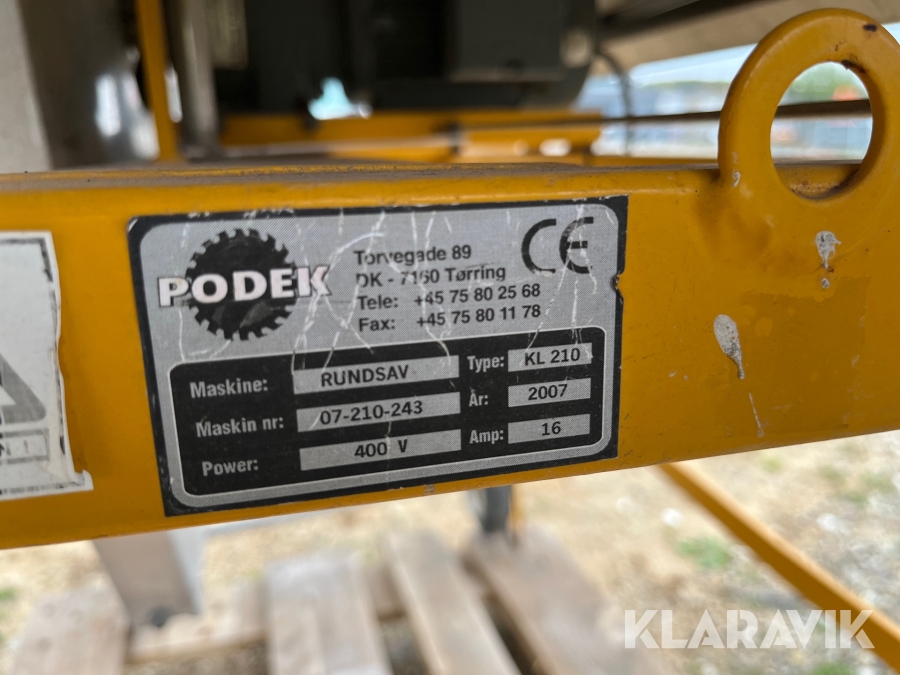 PODEK
Torvegade 89
DK - 7160 Tørring
Tele: +45 75 80 25 68
Fax: +45 75 80 11 78
CE
Maskine: RUNDSAV Type: KL 210
Maskin nr: 07-210-243 År: 2007
Power: 400 V Amp: 16
KLARAVIK